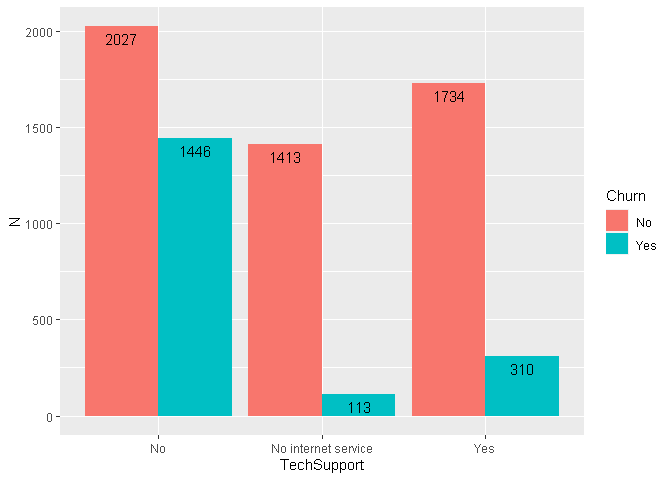 2000
2027
1734
1500
1446
1413
1000
N
500
310
113
0
No
No internet service
Yes
TechSupport
Churn
No
Yes